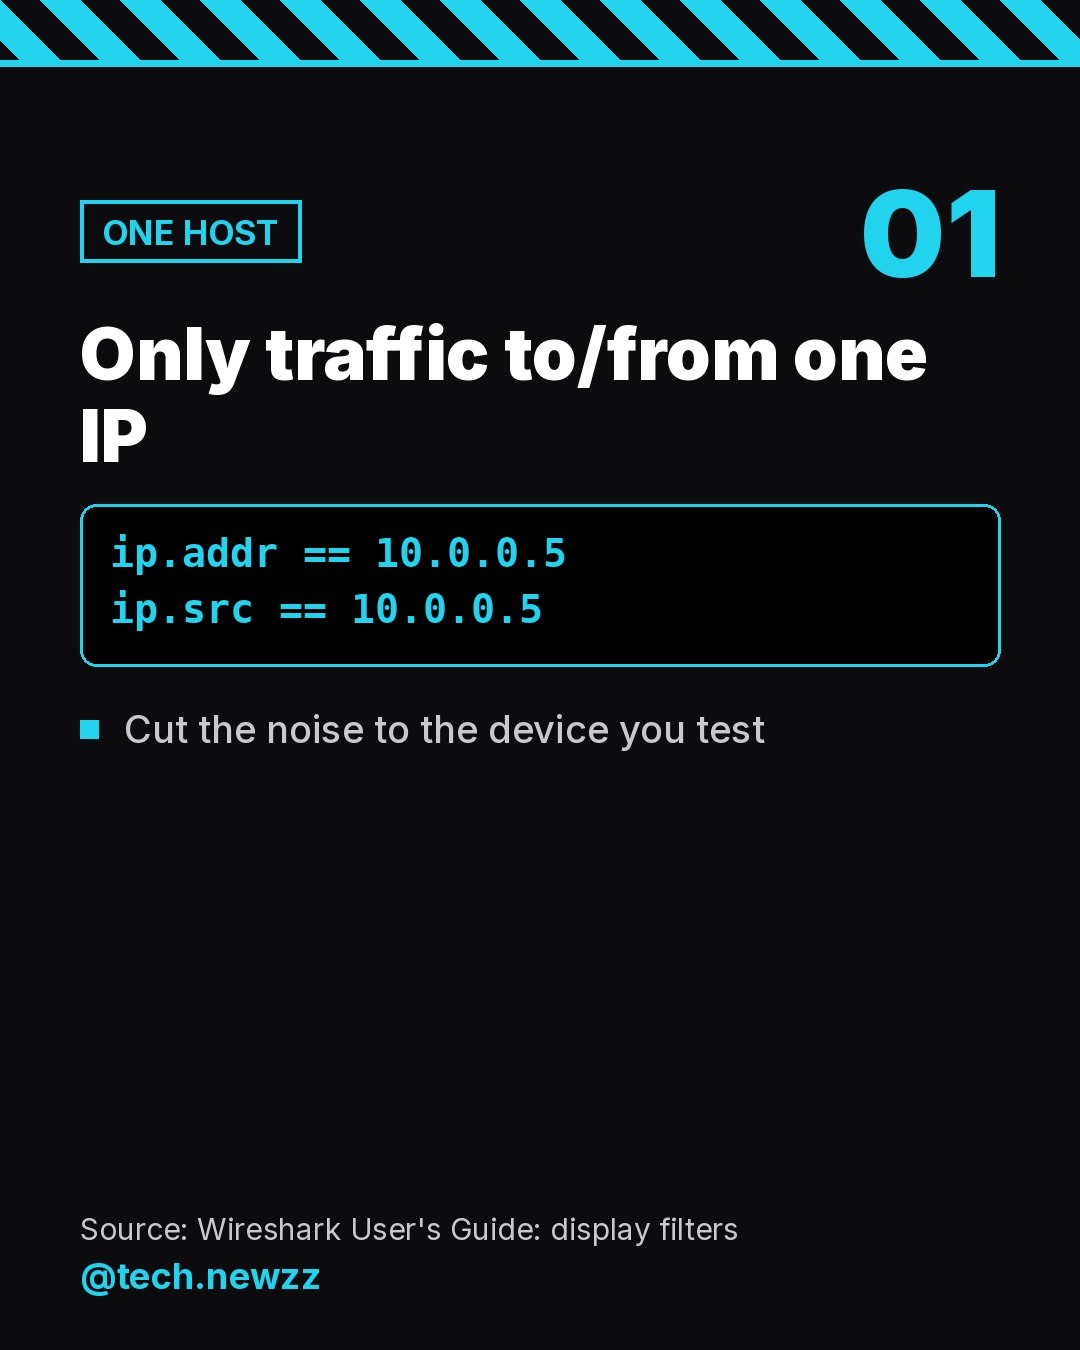 ONE HOST
01
Only traffic to/from one
IP
ip.addr == 10.0.0.5
ip.src == 10.0.0.5
Cut the noise to the device you test
Source: Wireshark User's Guide: display filters
@tech.newzz